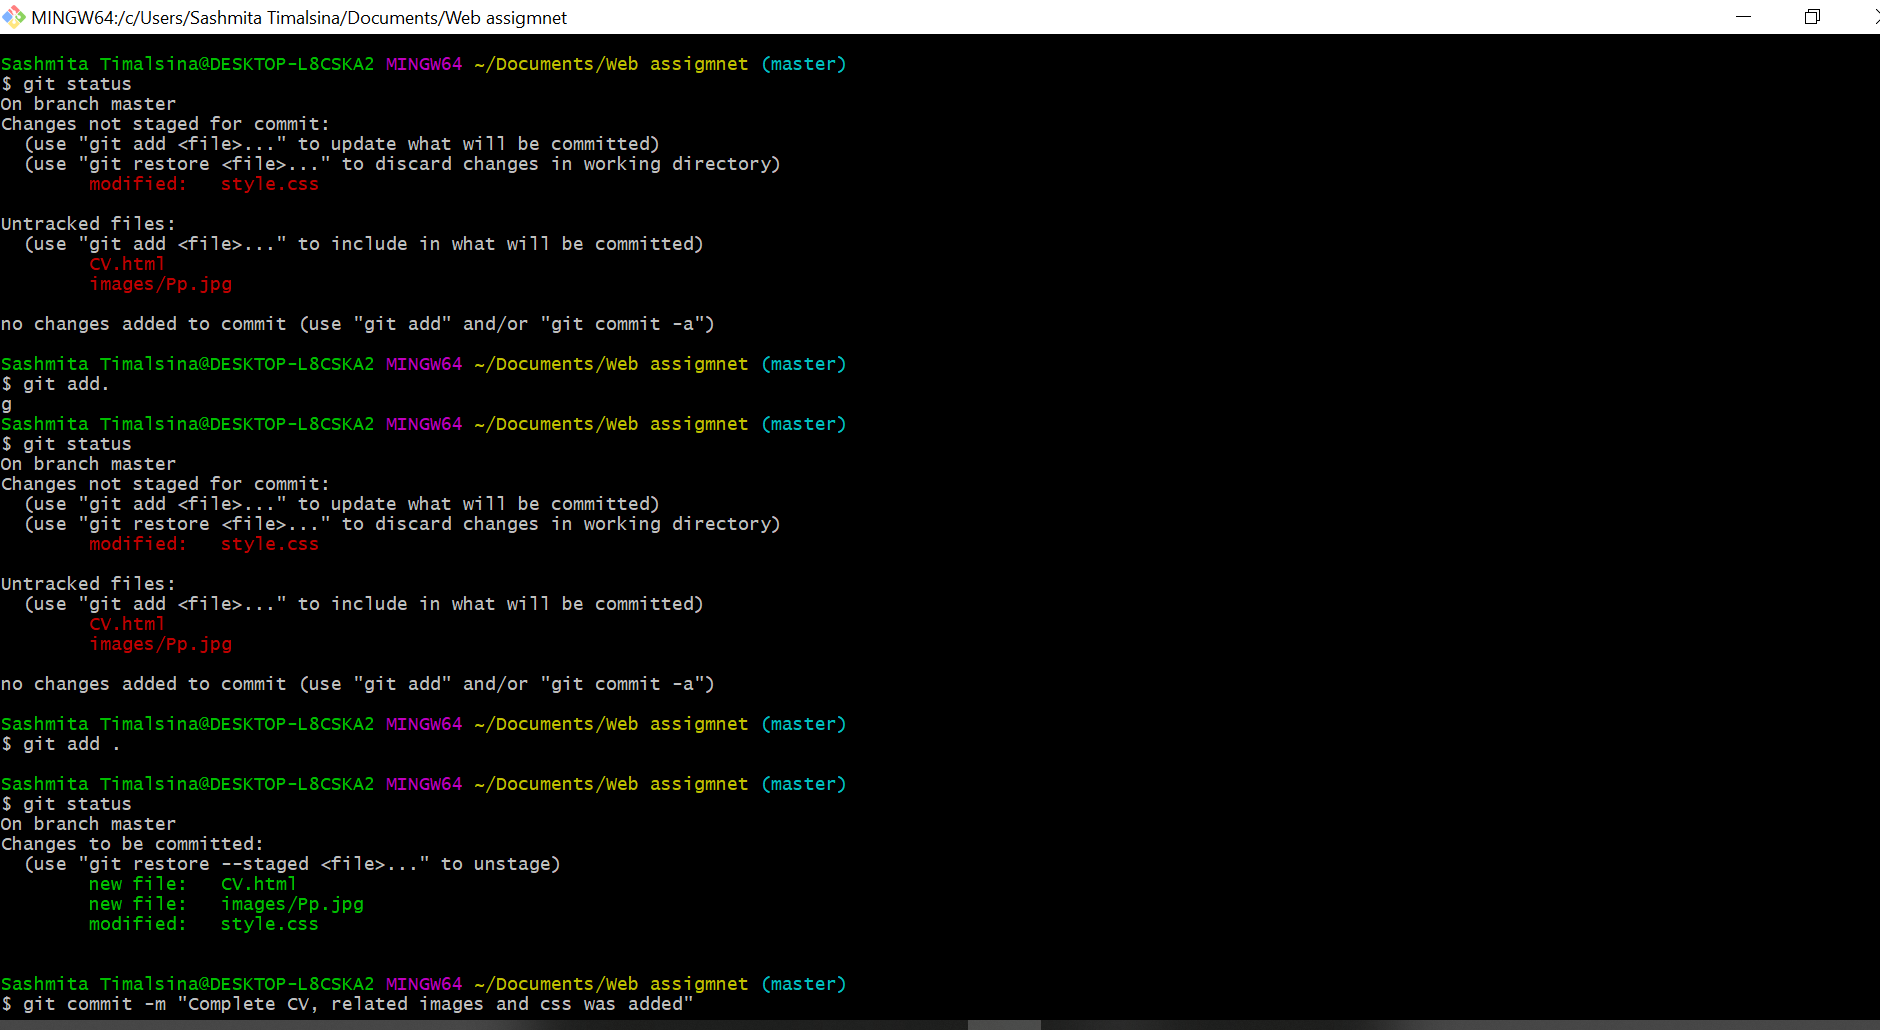 MINGW64:/c/Users/Sashmita Timalsina/Documents/Web assigmnet
Sashmita Timalsina@DESKTOP-L8CSKA2 MINGW64 ~/Documents/Web assigmnet (master)
$ git status
On branch master
Changes not staged for commit:
  (use "git add <file>..." to update what will be committed)
  (use "git restore <file>..." to discard changes in working directory)
        modified:   style.css

Untracked files:
  (use "git add <file>..." to include in what will be committed)
        CV.html
        images/Pp.jpg

no changes added to commit (use "git add" and/or "git commit -a")

Sashmita Timalsina@DESKTOP-L8CSKA2 MINGW64 ~/Documents/Web assigmnet (master)
$ git add.
g
Sashmita Timalsina@DESKTOP-L8CSKA2 MINGW64 ~/Documents/Web assigmnet (master)
$ git status
On branch master
Changes not staged for commit:
  (use "git add <file>..." to update what will be committed)
  (use "git restore <file>..." to discard changes in working directory)
        modified:   style.css

Untracked files:
  (use "git add <file>..." to include in what will be committed)
        CV.html
        images/Pp.jpg

no changes added to commit (use "git add" and/or "git commit -a")

Sashmita Timalsina@DESKTOP-L8CSKA2 MINGW64 ~/Documents/Web assigmnet (master)
$ git add .

Sashmita Timalsina@DESKTOP-L8CSKA2 MINGW64 ~/Documents/Web assigmnet (master)
$ git status
On branch master
Changes to be committed:
  (use "git restore --staged <file>..." to unstage)
        new file:   CV.html
        new file:   images/Pp.jpg
        modified:   style.css

Sashmita Timalsina@DESKTOP-L8CSKA2 MINGW64 ~/Documents/Web assigmnet (master)
$ git commit -m "Complete CV, related images and css was added"